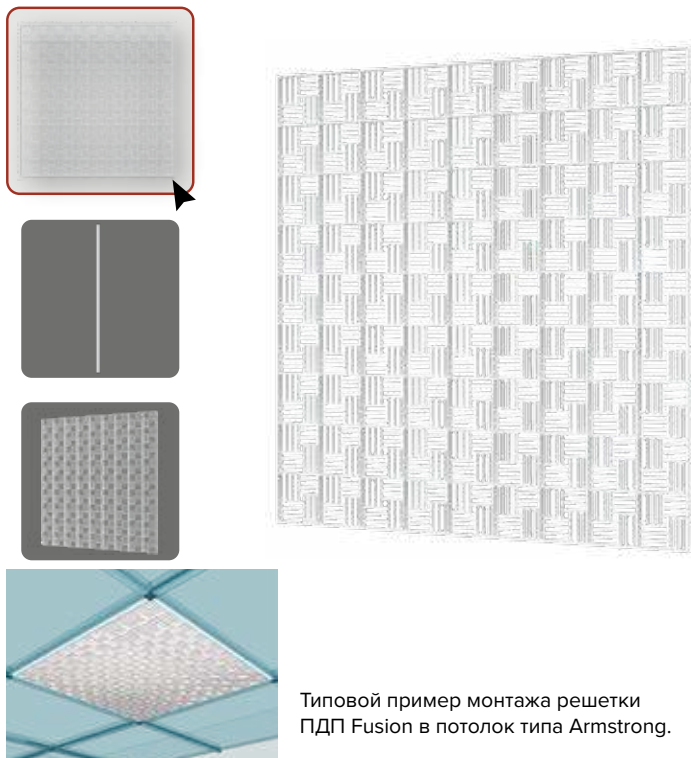 Типовой пример монтажа решетки
ПДП Fusion в потолок типа Armstrong.